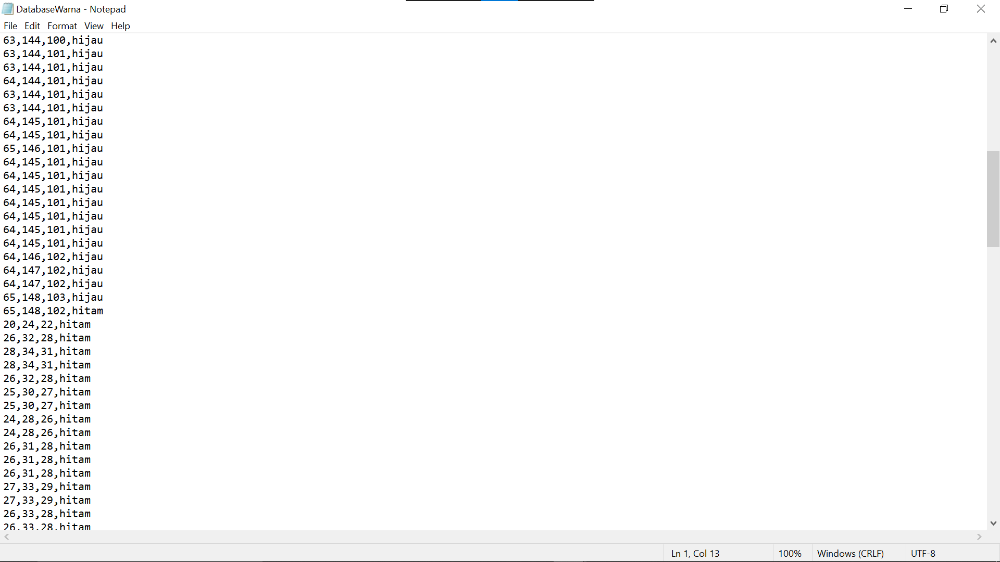 DatabaseWarna - Notepad
File Edit Format View Help
63,144,100,hijau
63,144,101,hijau
63,144,101,hijau
64,144,101,hijau
63,144,101,hijau
63,144,101,hijau
64,145,101,hijau
64,145,101,hijau
65,146,101,hijau
64,145,101,hijau
64,145,101,hijau
64,145,101,hijau
64,145,101,hijau
64,145,101,hijau
64,145,101,hijau
64,145,101,hijau
64,146,102,hijau
64,147,102,hijau
64,147,102,hijau
65,148,103,hijau
65,148,102,hitam
20,24,22,hitam
26,32,28,hitam
28,34,31,hitam
28,34,31,hitam
26,32,28,hitam
25,30,27,hitam
25,30,27,hitam
24,28,26,hitam
24,28,26,hitam
26,31,28,hitam
26,31,28,hitam
26,31,28,hitam
27,33,29,hitam
27,33,29,hitam
26,33,28,hitam
26,33,28,hitam
Ln 1, Col 13 100% Windows (CRLF) UTF-8